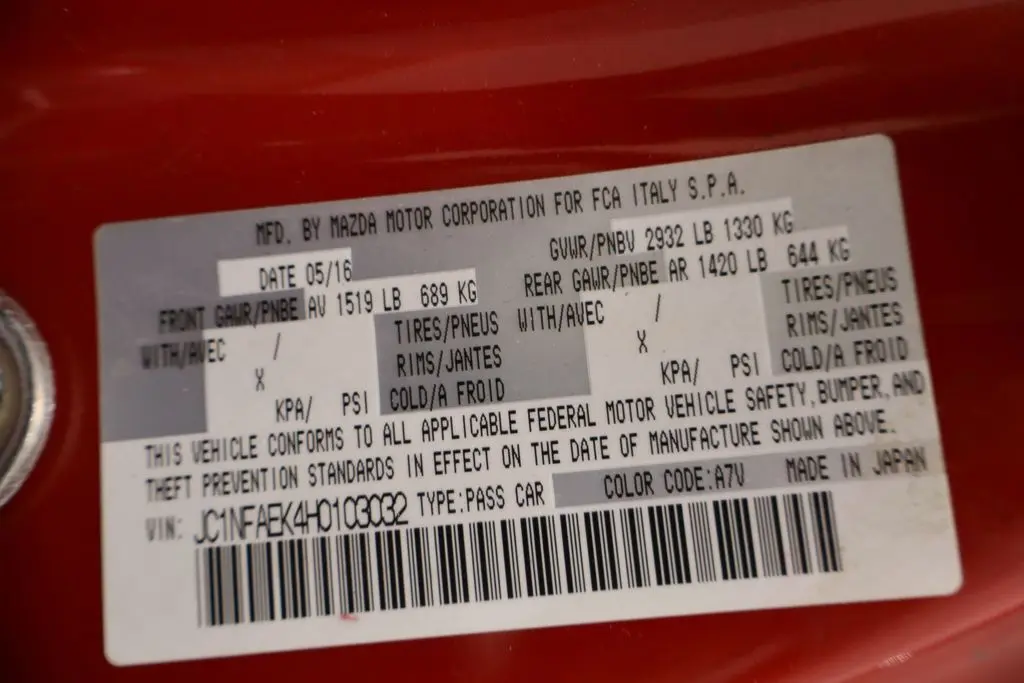 MFD. BY MAZDA MOTOR CORPORATION FOR FCA ITALY S.P.A.
DATE 05/16 GVWR/PNBV 2932 LB 1330 KG
FRONT GAWR/PNBE AV 1519 LB 689 KG REAR GAWR/PNBE AR 1420 LB 644 KG
WITH/AVEC / TIRES/PNEUS WITH/AVEC / TIRES/PNEUS
X RIMS/JANTES X RIMS/JANTES
KPA/ PSI COLD/A FROID KPA/ PSI COLD/A FROID
THIS VEHICLE CONFORMS TO ALL APPLICABLE FEDERAL MOTOR VEHICLE SAFETY, BUMPER, AND
THEFT PREVENTION STANDARDS IN EFFECT ON THE DATE OF MANUFACTURE SHOWN ABOVE.
VIN: JC1NFAEK4H0103032 TYPE:PASS CAR COLOR CODE:A7V MADE IN JAPAN